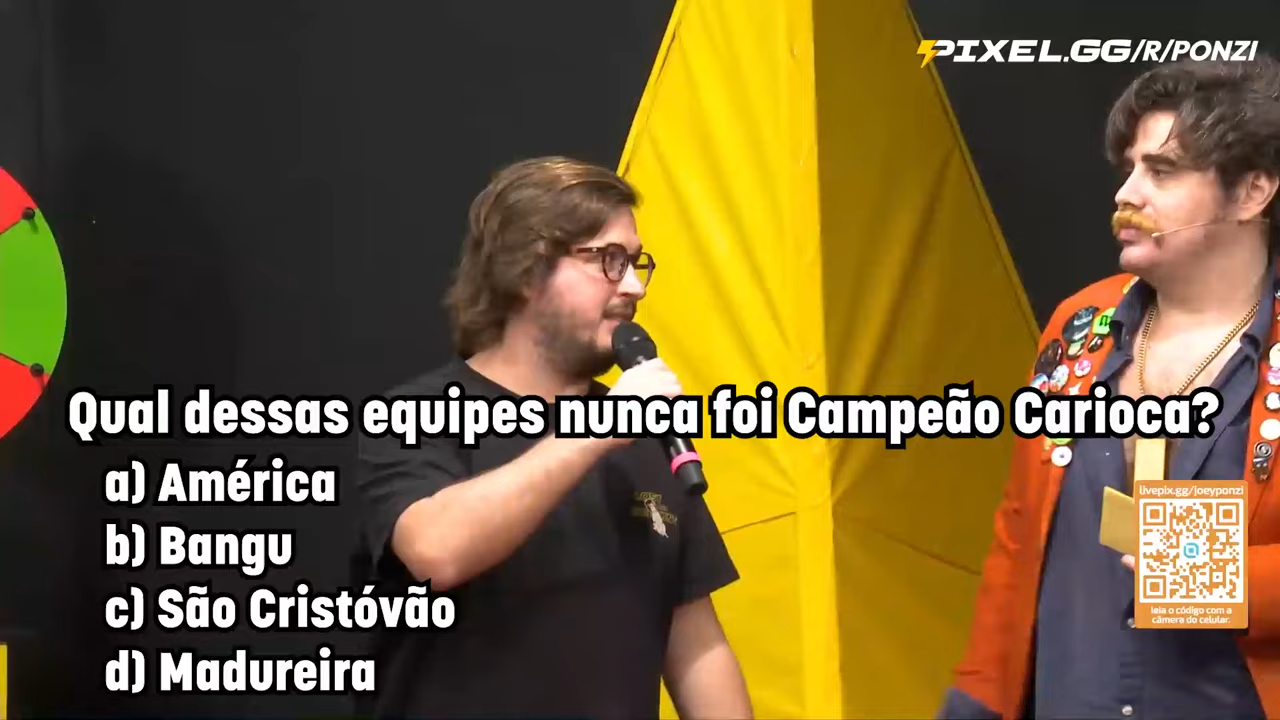 PIXEL.GG/R/PONZI
Qual dessas equipes nunca foi Campeão Carioca?
a) América
b) Bangu
c) São Cristóvão
d) Madureira
livepix.gg/joeyponzi
leia o código com a
câmera do celular.